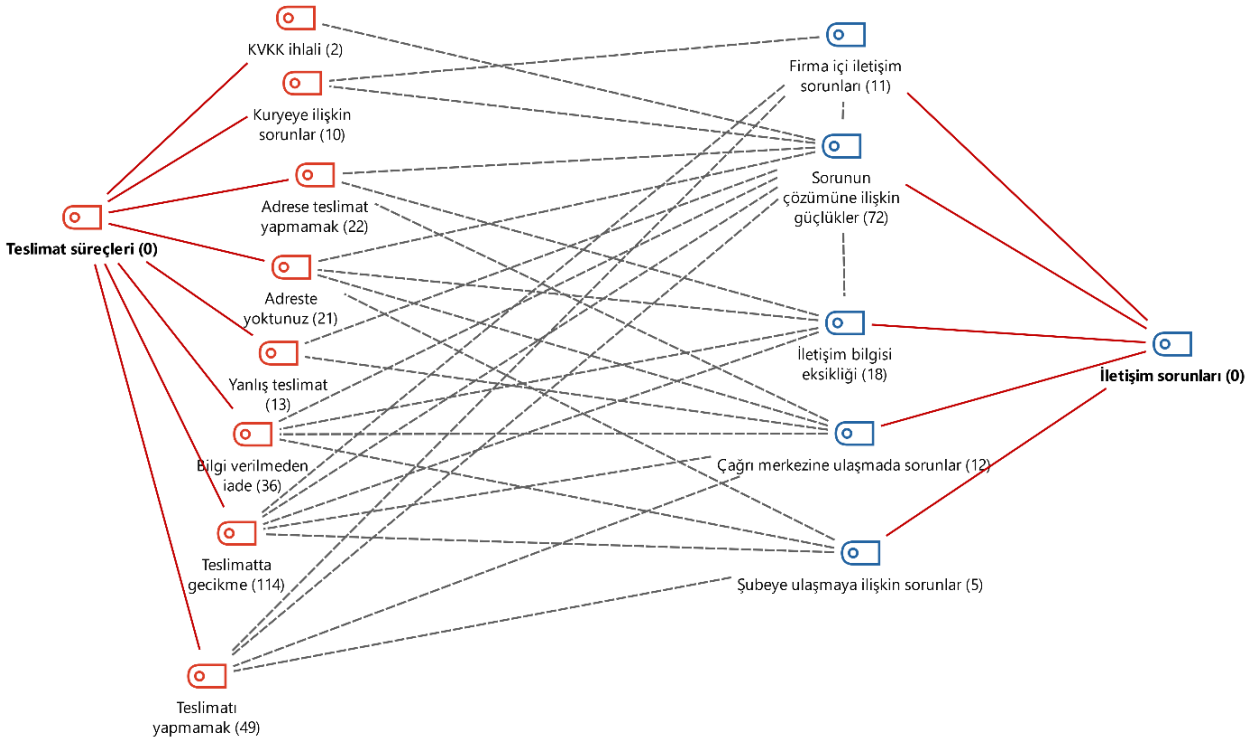 KVKK ihlali (2)
Kuryeye ilişkin
sorunlar (10)
Adrese teslimat
yapmamak (22)
Teslimat süreçleri (0)
Adreste
yoktunuz (21)
Yanlış teslimat
(13)
Bilgi verilmeden
iade (36)
Teslimatta
gecikme (114)
Teslimatı
yapmamak (49)
Firma içi iletişim
sorunları (11)
Sorunun
çözümüne ilişkin
güçlükler (72)
İletişim bilgisi
eksikliği (18)
Çağrı merkezine ulaşmada sorunlar (12)
Şubeye ulaşmaya ilişkin sorunlar (5)
İletişim sorunları (0)